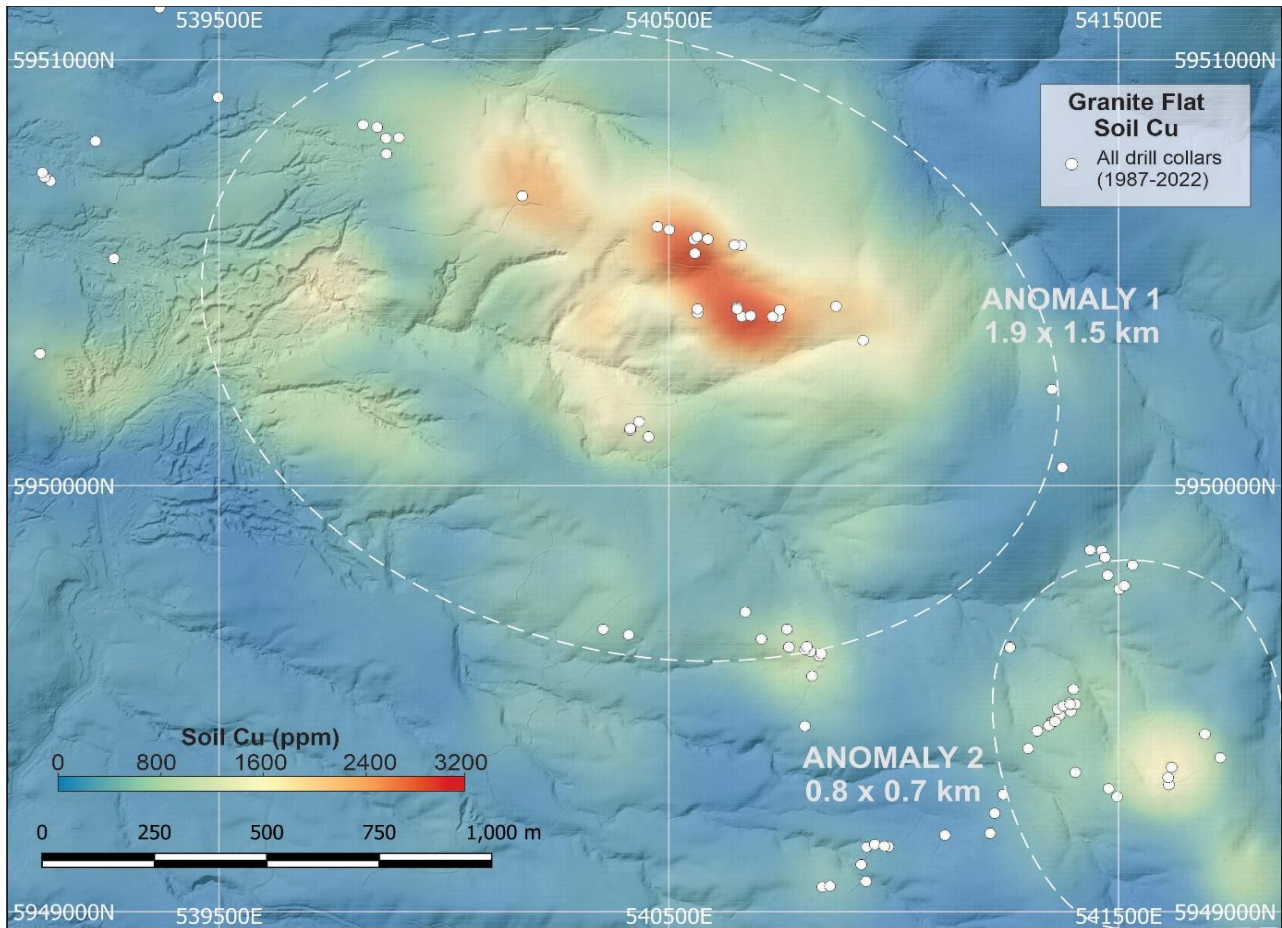 539500E
540500E
541500E
5951000N
5951000N
Granite Flat
Soil Cu
All drill collars
(1987-2022)
ANOMALY 1
1.9 x 1.5 km
5950000N
5950000N
Soil Cu (ppm)
0 800 1600 2400 3200
ANOMALY 2
0.8 x 0.7 km
0 250 500 750 1,000 m
5949000N
539500E
540500E
541500E
5949000N